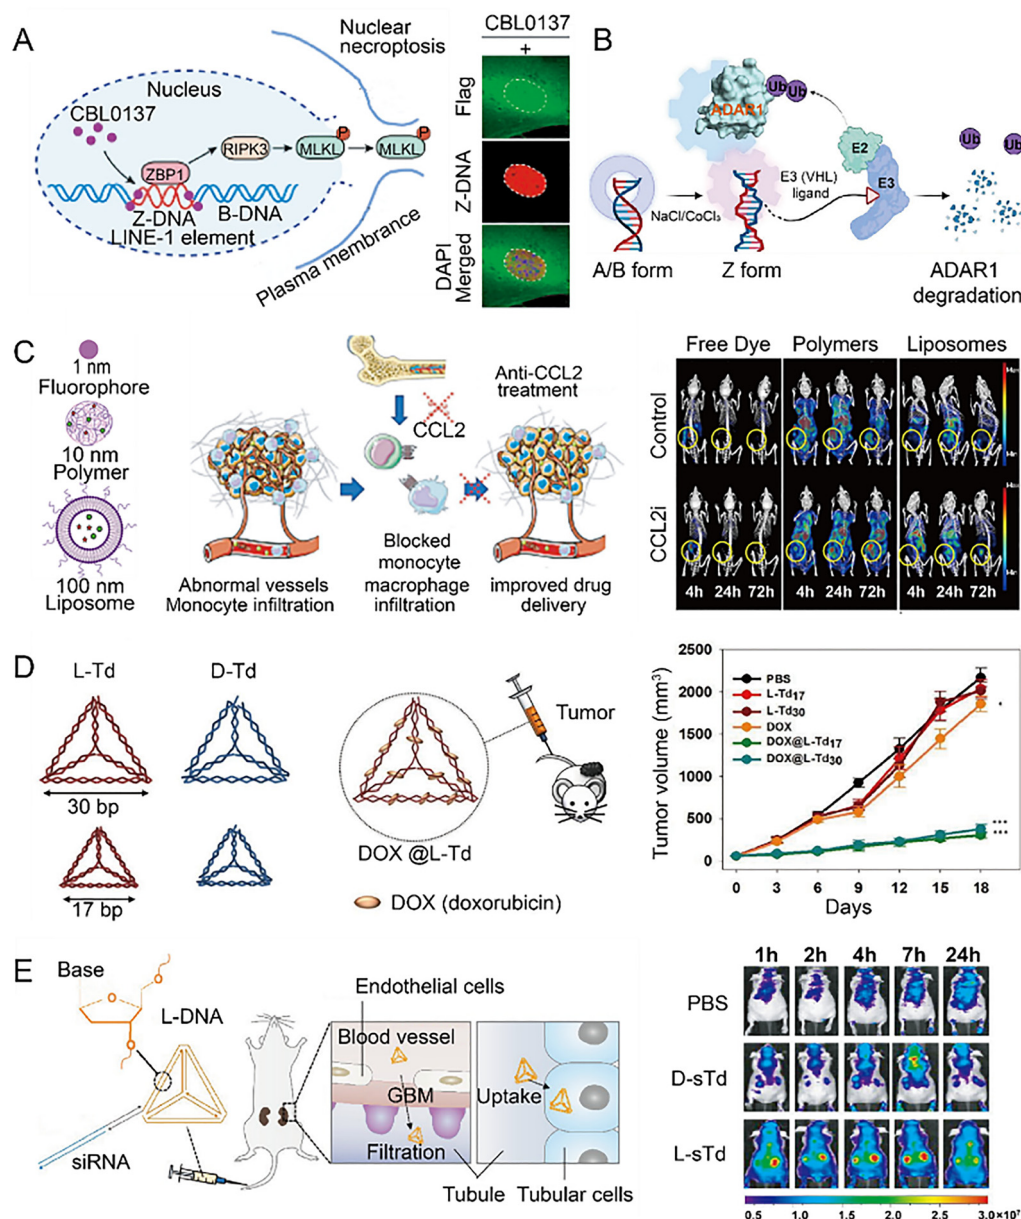 A
Nuclear
necroptosis
Nucleus
CBL0137
RIPK3
MLKL
P
MLKL
P
ZBP1
Z-DNA
B-DNA
LINE-1 element
Plasma membrance
CBL0137
+
Flag
Z-DNA
DAPI
Merged
B
ADAR1
Ub
Ub
E2
E3
E3 (VHL)
ligand
NaCl/CoCl₃
Ub
Ub
A/B form
Z form
ADAR1
degradation
C
1 nm
Fluorophore
10 nm
Polymer
100 nm
Liposome
CCL2
Anti-CCL2
treatment
Abnormal vessels
Monocyte infiltration
Blocked
monocyte
macrophage
infiltration
improved drug
delivery
Free Dye
Polymers
Liposomes
Control
CCL2i
4h
24h
72h
4h
24h
72h
4h
24h
72h
Max
Min
Max
Min
D
L-Td
D-Td
30 bp
17 bp
DOX @L-Td
DOX (doxorubicin)
Tumor
Tumor volume (mm³)
2500
2000
1500
1000
500
0
PBS
L-Td17
L-Td30
DOX
DOX@L-Td17
DOX@L-Td30
*
***
***
0 3 6 9 12 15 18
Days
E
Base
O
O
O
L-DNA
siRNA
Endothelial cells
Blood vessel
GBM
Filtration
Uptake
Tubule
Tubular cells
1h 2h 4h 7h 24h
PBS
D-sTd
L-sTd
0.5 1.0 1.5 2.0 2.5 3.0 ×10⁷